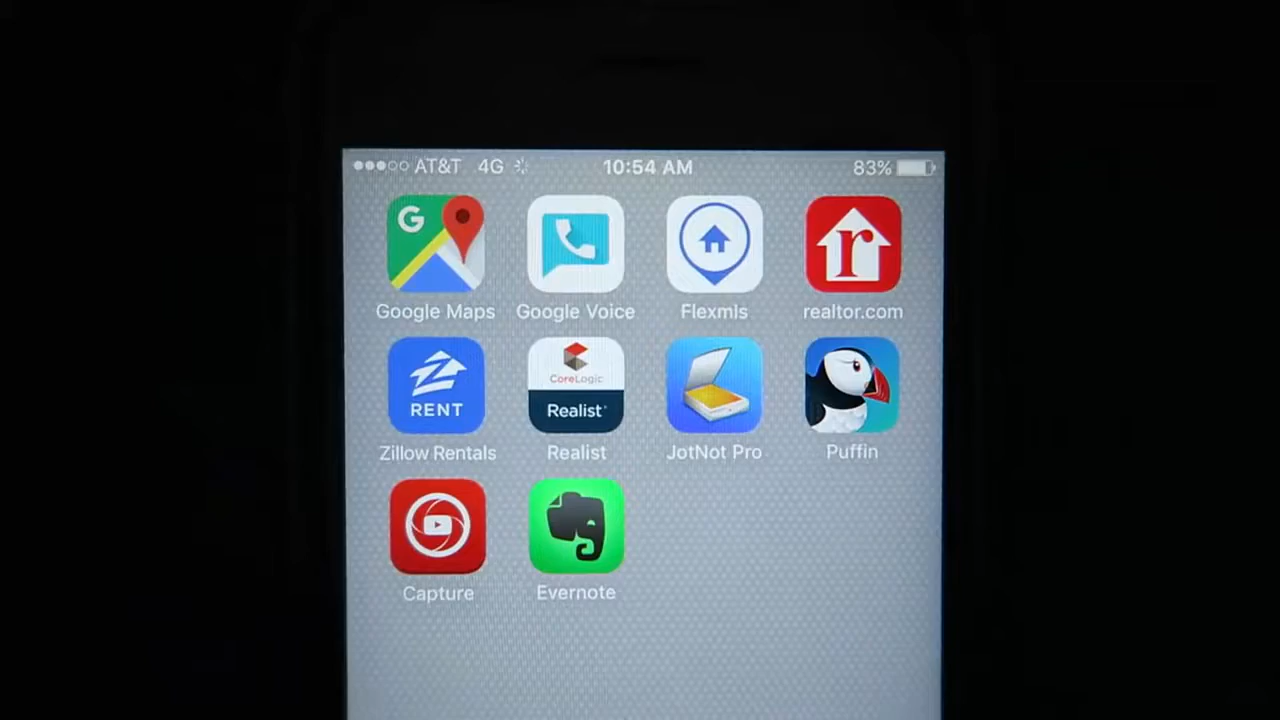 AT&T 4G 10:54 AM 83%
G
r
Google Maps Google Voice Flexmls realtor.com
Z
RENT
CoreLogic
Realist
Zillow Rentals Realist JotNot Pro Puffin
Capture Evernote